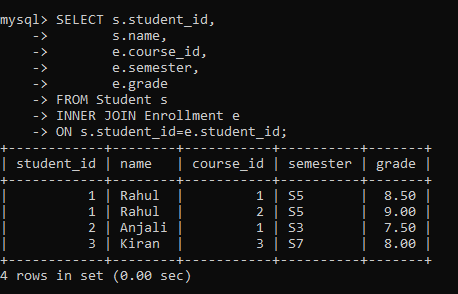 mysql> SELECT s.student_id,
    ->        s.name,
    ->        e.course_id,
    ->        e.semester,
    ->        e.grade
    -> FROM Student s
    -> INNER JOIN Enrollment e
    -> ON s.student_id=e.student_id;
+------------+--------+-----------+----------+-------+
| student_id | name   | course_id | semester | grade |
+------------+--------+-----------+----------+-------+
|          1 | Rahul  |         1 | S5       |  8.50 |
|          1 | Rahul  |         2 | S5       |  9.00 |
|          2 | Anjali |         1 | S3       |  7.50 |
|          3 | Kiran  |         3 | S7       |  8.00 |
+------------+--------+-----------+----------+-------+
4 rows in set (0.00 sec)